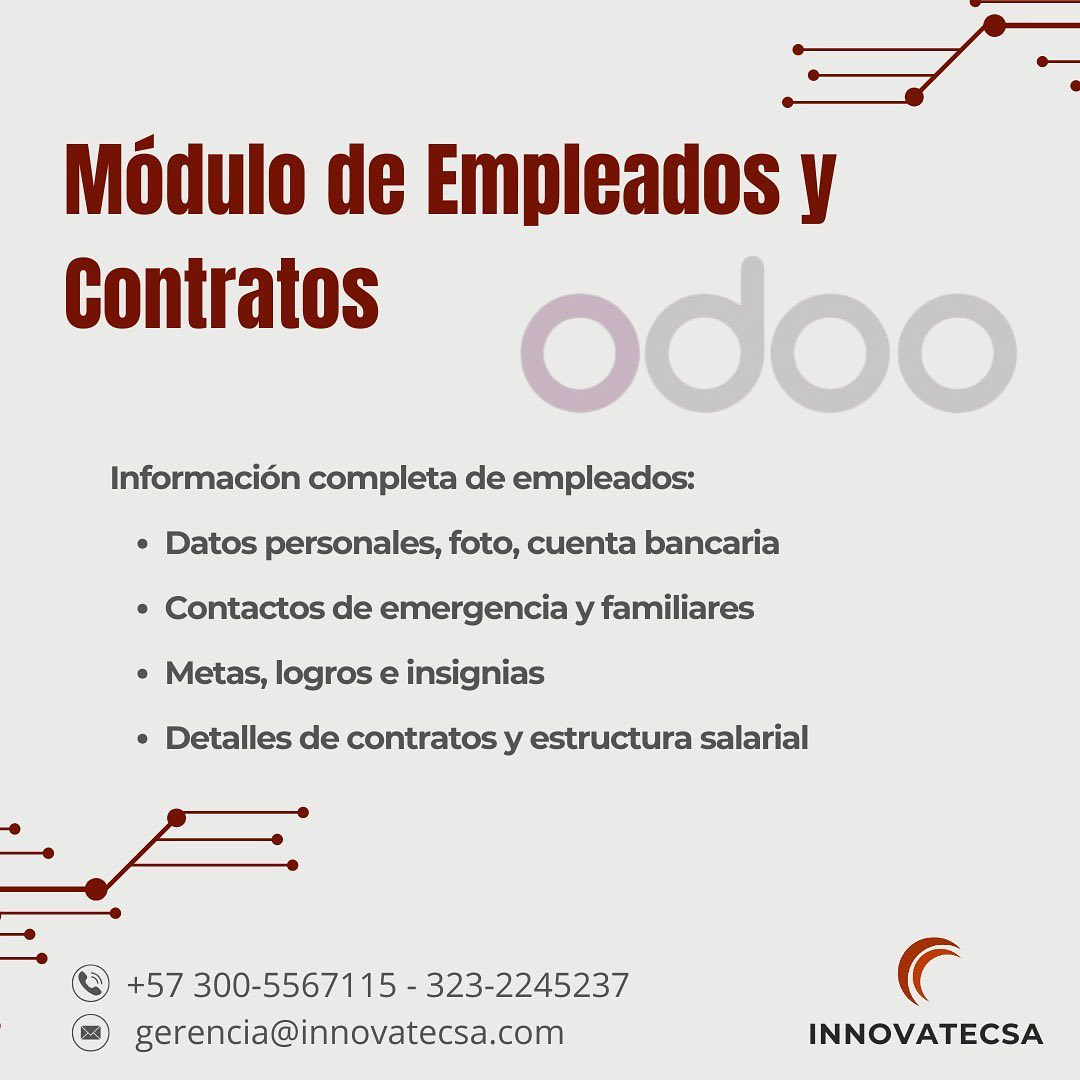 Módulo de Empleados y
Contratos
odoo
Información completa de empleados:
• Datos personales, foto, cuenta bancaria
• Contactos de emergencia y familiares
• Metas, logros e insignias
• Detalles de contratos y estructura salarial
+57 300-5567115 - 323-2245237
gerencia@innovatecsa.com
INNOVATECSA